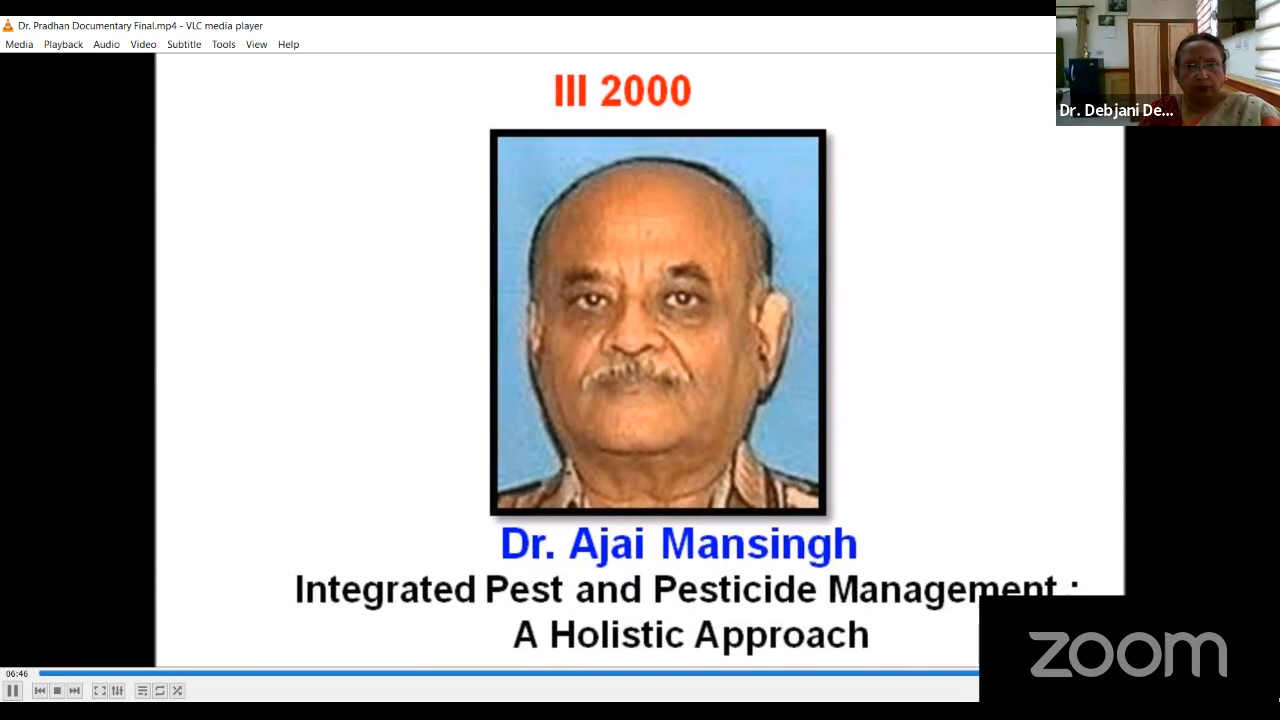 Dr. Pradhan Documentary Final.mp4 - VLC media player
Media Playback Audio Video Subtitle Tools View Help
Dr. Debjani De...
III 2000
Dr. Ajai Mansingh
Integrated Pest and Pesticide Management :
A Holistic Approach
06:46
zoom